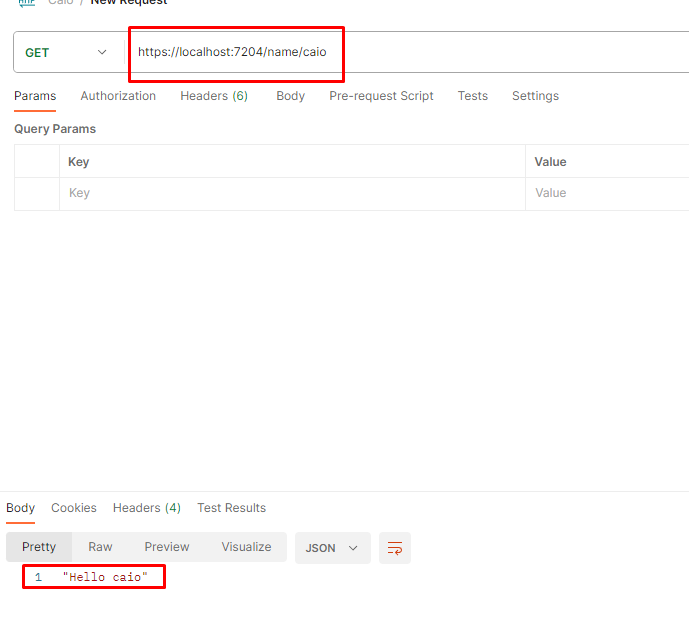 Caio / New Request
GET https://localhost:7204/name/caio
Params Authorization Headers (6) Body Pre-request Script Tests Settings
Query Params
Key Value
Key Value
Body Cookies Headers (4) Test Results
Pretty Raw Preview Visualize JSON
1 "Hello caio"